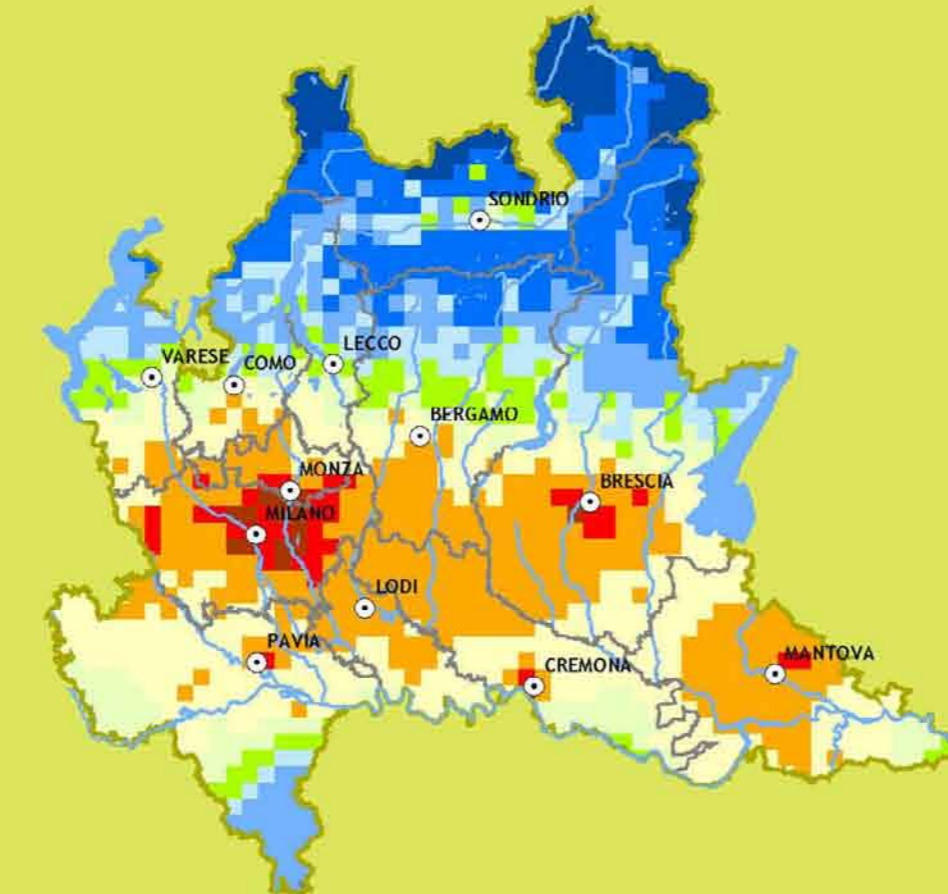 SONDRIO
LECCO
VARESE
COMO
BERGAMO
MONZA
BRESCIA
MILANO
LODI
PAVIA
CREMONA
MANTOVA